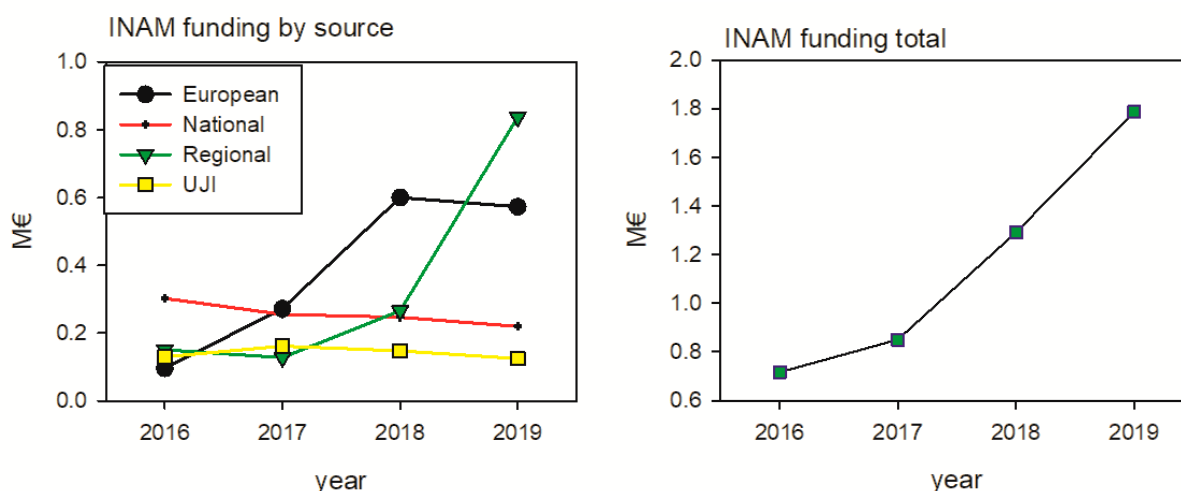 INAM funding by source
1.0
0.8
0.6
0.4
0.2
0.0
M€
European
National
Regional
UJI
2016 2017 2018 2019
year
INAM funding total
2.0
1.8
1.6
1.4
1.2
1.0
0.8
0.6
M€
2016 2017 2018 2019
year